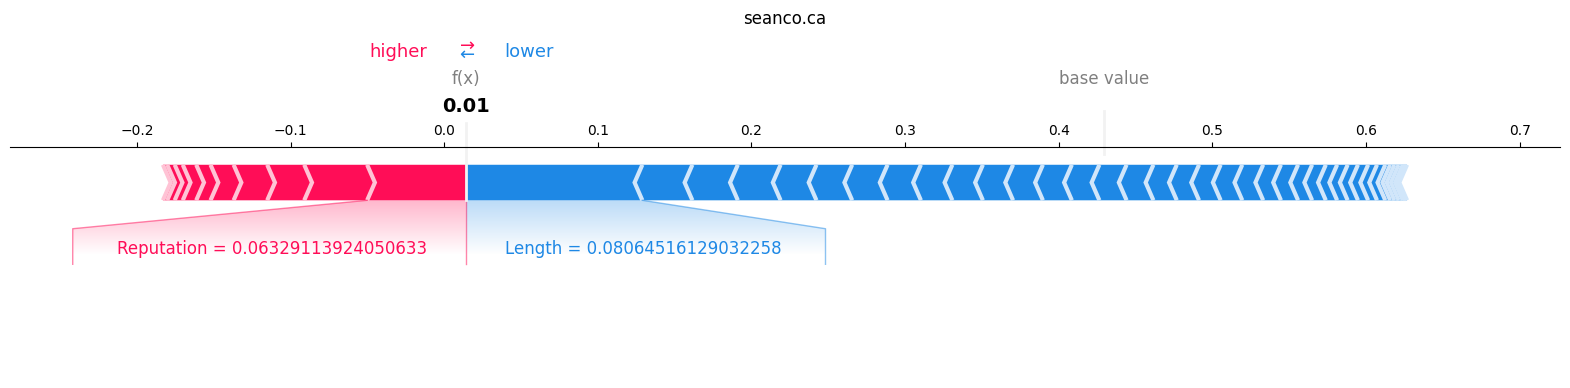 seanco.ca
higher ⇄ lower
f(x) base value
0.01
−0.2 −0.1 0.0 0.1 0.2 0.3 0.4 0.5 0.6 0.7
Reputation = 0.06329113924050633 Length = 0.08064516129032258